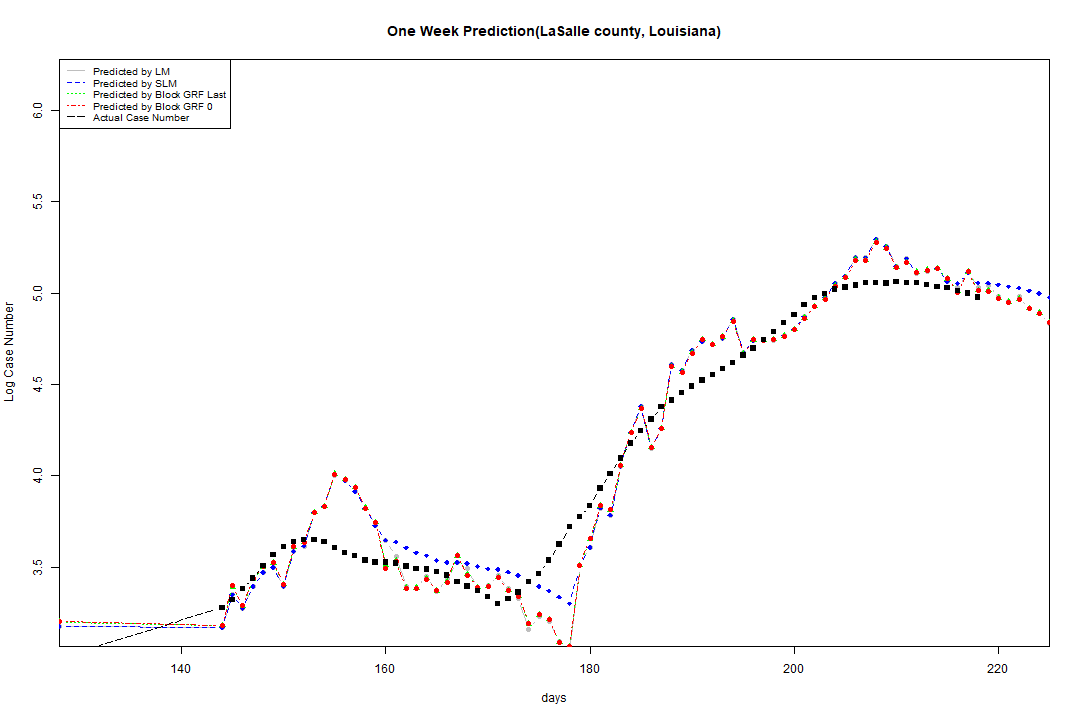 One Week Prediction(LaSalle county, Louisiana)
Predicted by LM
Predicted by SLM
Predicted by Block GRF Last
Predicted by Block GRF 0
Actual Case Number
6.0
5.5
5.0
4.5
4.0
3.5
Log Case Number
140 160 180 200 220
days